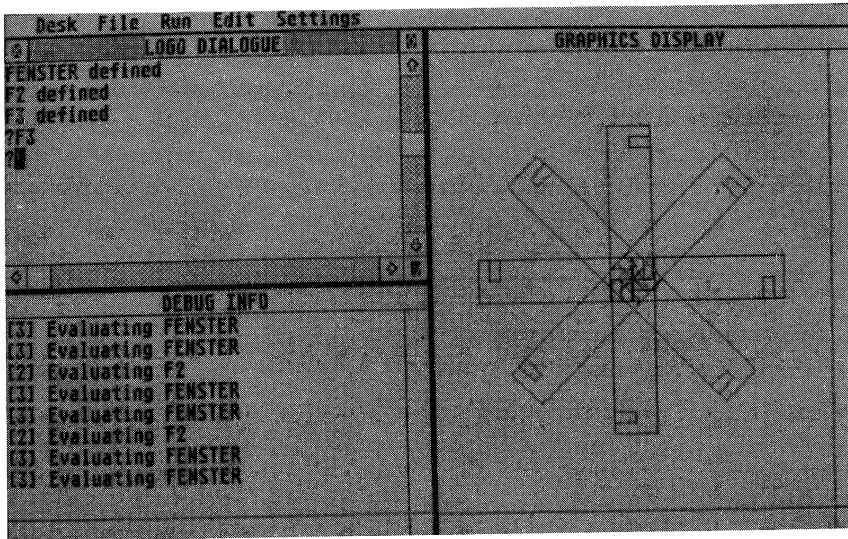 Desk File Run Edit Settings
LOGO DIALOGUE
FENSTER defined
F2 defined
F3 defined
?F3
?
GRAPHICS DISPLAY
DEBUG INFO
[3] Evaluating FENSTER
[3] Evaluating FENSTER
[2] Evaluating F2
[3] Evaluating FENSTER
[3] Evaluating FENSTER
[2] Evaluating F2
[3] Evaluating FENSTER
[3] Evaluating FENSTER